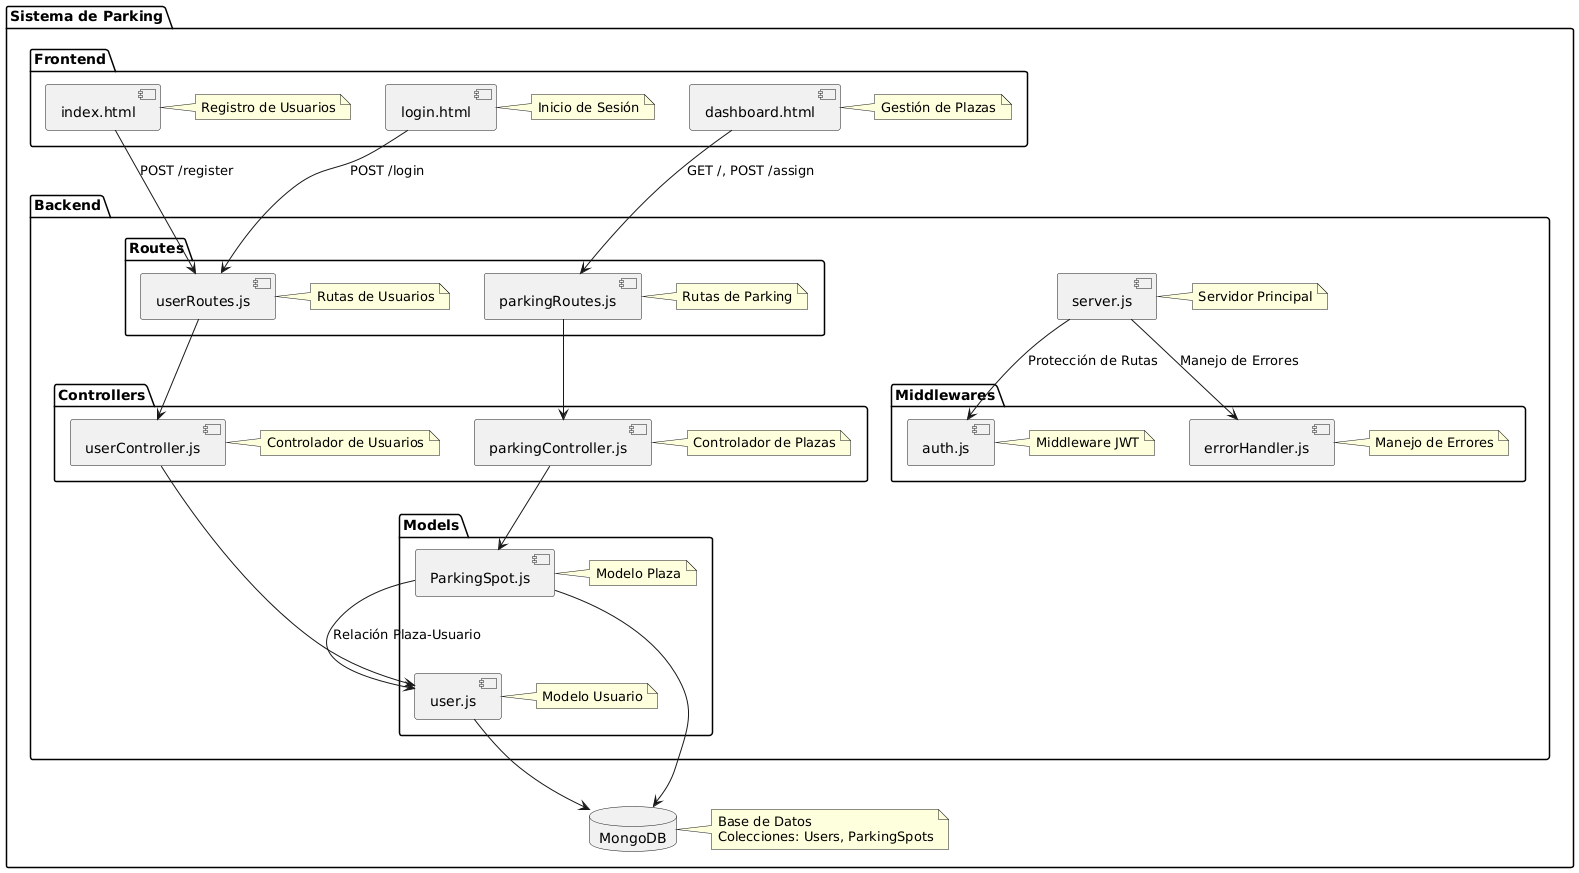 Sistema de Parking
Frontend
index.html
Registro de Usuarios
login.html
Inicio de Sesión
dashboard.html
Gestión de Plazas
POST /register
POST /login
GET /, POST /assign
Backend
Routes
userRoutes.js
Rutas de Usuarios
parkingRoutes.js
Rutas de Parking
server.js
Servidor Principal
Protección de Rutas
Manejo de Errores
Controllers
userController.js
Controlador de Usuarios
parkingController.js
Controlador de Plazas
Middlewares
auth.js
Middleware JWT
errorHandler.js
Manejo de Errores
Models
ParkingSpot.js
Modelo Plaza
Relación Plaza-Usuario
user.js
Modelo Usuario
MongoDB
Base de Datos
Colecciones: Users, ParkingSpots